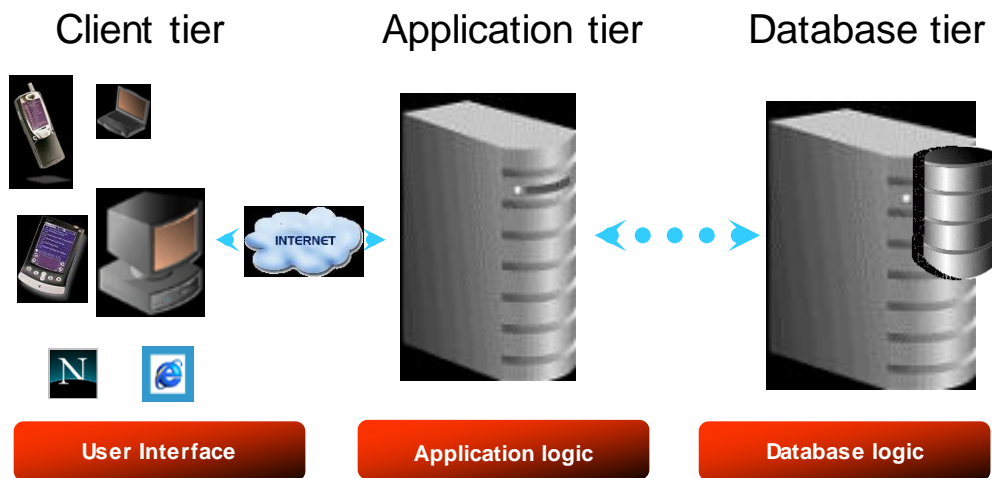 Client tier
Application tier
Database tier
INTERNET
N
User Interface
Application logic
Database logic